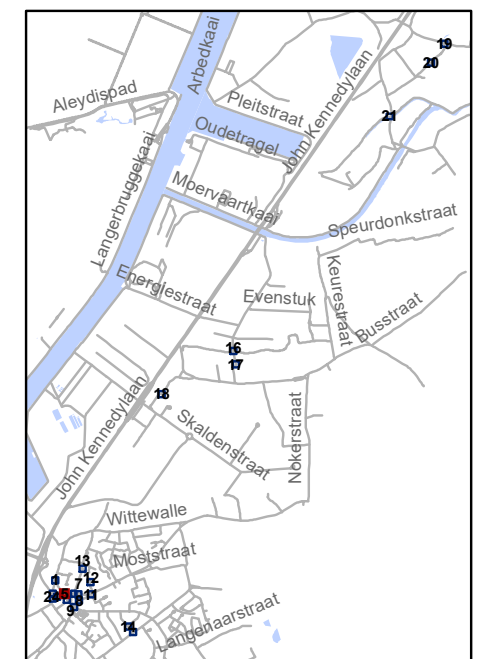 Arbedkaai
19
20
Aleydispad
Pleitstraat
John Kennedylaan
21
Oudetragel
Langerbruggekaai
Moervaartkaai
Speurdonkstraat
Energiestraat
Evenstuk
Keurestraat
Busstraat
16
17
18
John Kennedylaan
Skaldenstraat
Nokerstraat
Wittewalle
Moststraat
13
12
7
5
11
9
Langenaarstraat